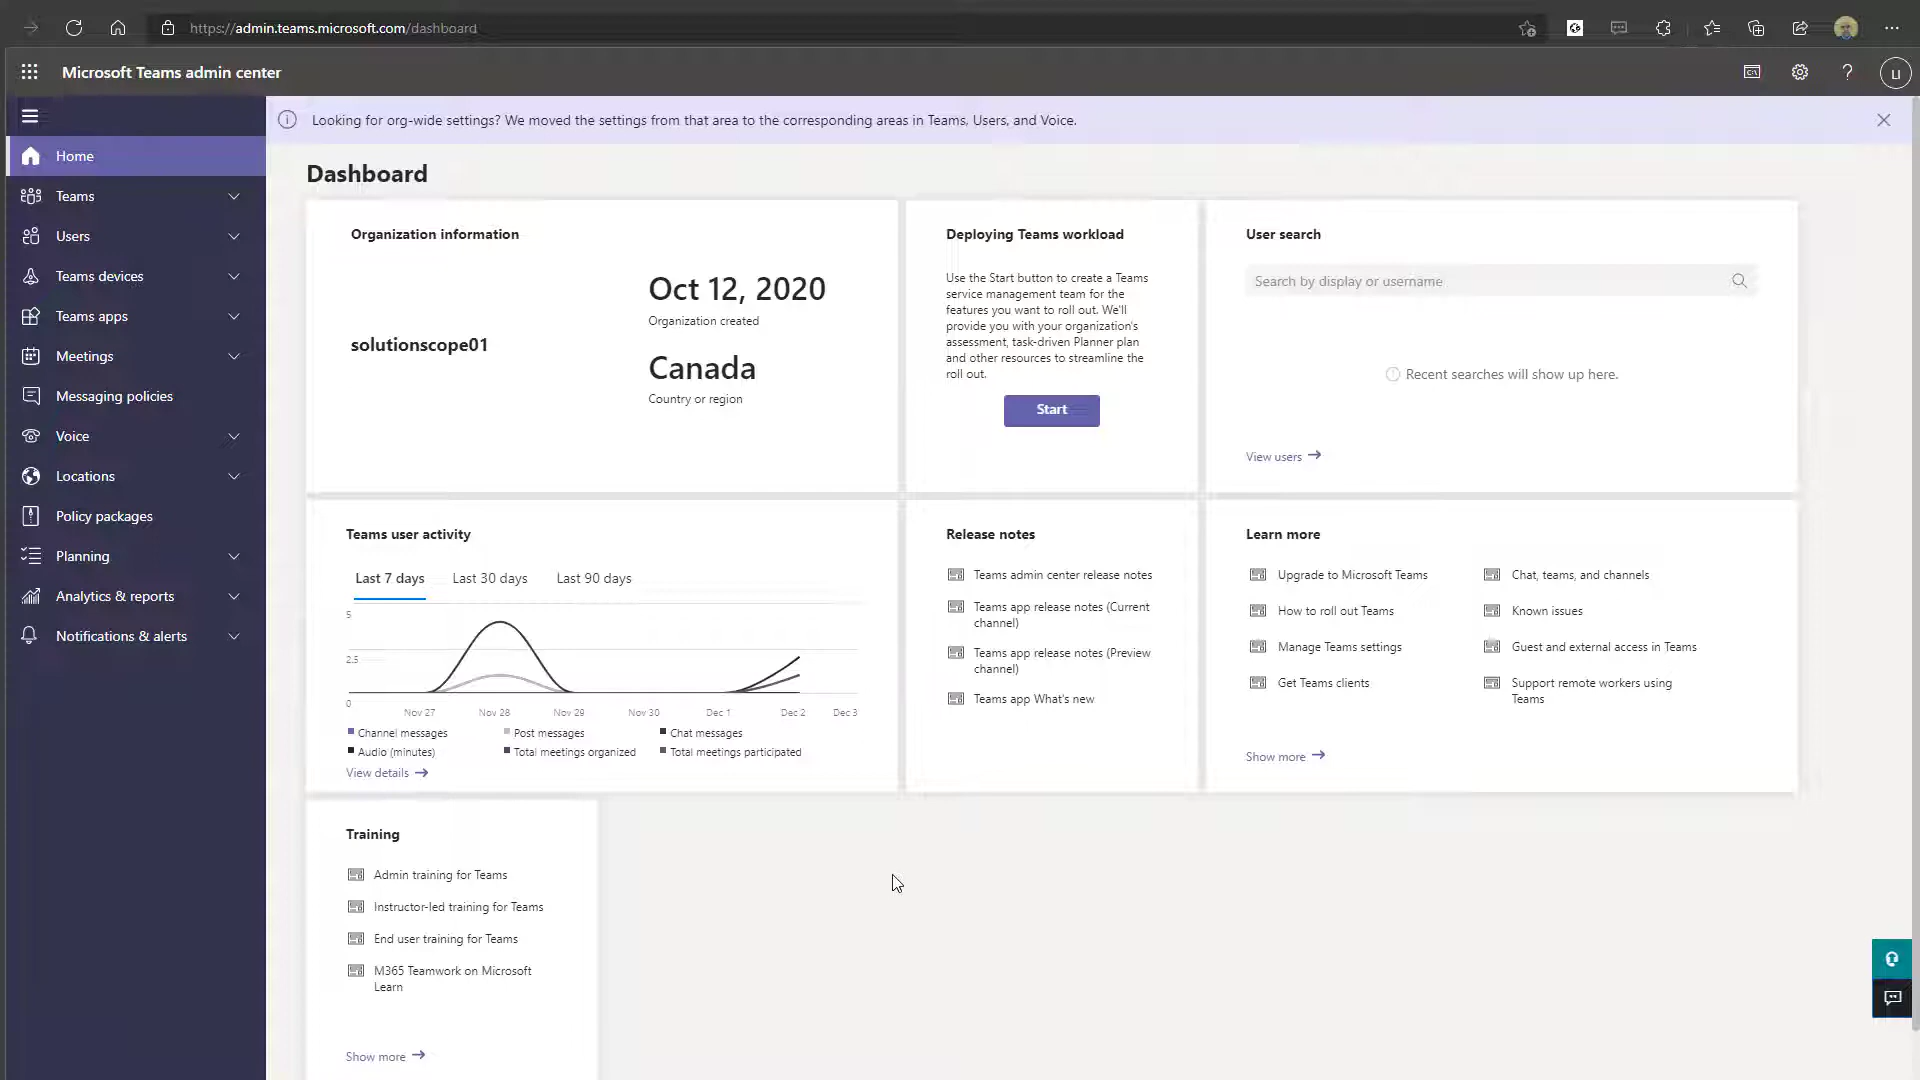 https://admin.teams.microsoft.com/dashboard
Microsoft Teams admin center
u
Looking for org-wide settings? We moved the settings from that area to the corresponding areas in Teams, Users, and Voice.
Home
Teams
Users
Teams devices
Teams apps
Meetings
Messaging policies
Voice
Locations
Policy packages
Planning
Analytics & reports
Notifications & alerts
Dashboard
Organization information
solutionscope01
Oct 12, 2020
Organization created
Canada
Country or region
Deploying Teams workload
Use the Start button to create a Teams
service management team for the
features you want to roll out. We'll
provide you with your organization's
assessment, task-driven Planner plan
and other resources to streamline the
roll out.
Start
User search
Search by display or username
Recent searches will show up here.
View users
Teams user activity
Last 7 days
Last 30 days
Last 90 days
5
2.5
0
Nov 27
Nov 28
Nov 29
Nov 30
Dec 1
Dec 2
Dec 3
Channel messages
Post messages
Chat messages
Audio (minutes)
Total meetings organized
Total meetings participated
View details
Release notes
Teams admin center release notes
Teams app release notes (Current
channel)
Teams app release notes (Preview
channel)
Teams app What's new
Learn more
Upgrade to Microsoft Teams
How to roll out Teams
Manage Teams settings
Get Teams clients
Chat, teams, and channels
Known issues
Guest and external access in Teams
Support remote workers using
Teams
Show more
Training
Admin training for Teams
Instructor-led training for Teams
End user training for Teams
M365 Teamwork on Microsoft
Learn
Show more